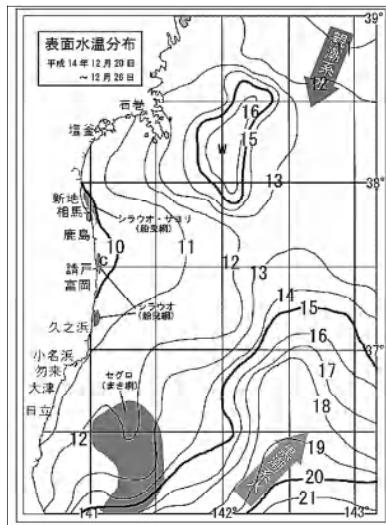 表面水温分布
平成14年12月20日
～12月26日
39°
親潮系冷水
石巻
塩釜
16
15
W
13
38°
新地
相馬
シラウオ・サヨリ
(船曳網)
鹿島
10
11
12
13
請戸
C
富岡
シラウオ
(船曳網)
14
15
久之浜
16
小名浜
37°
勿来
セグロ
(まき網)
17
大津
18
日立
12
19
20
21
141°
142°
143°